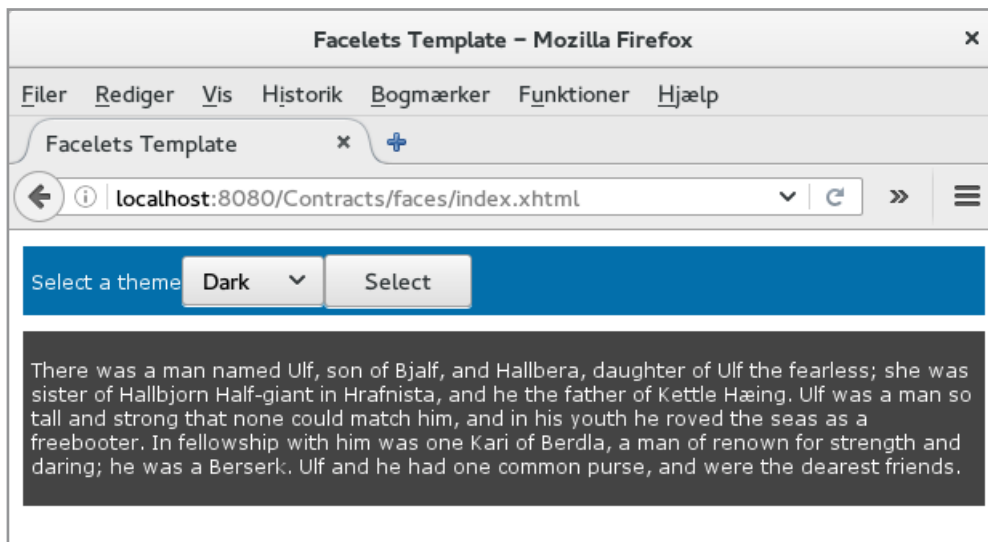 Facelets Template – Mozilla Firefox
Filer Rediger Vis Historik Bogmærker Funktioner Hjælp
Facelets Template
localhost:8080/Contracts/faces/index.xhtml
Select a theme Dark Select
There was a man named Ulf, son of Bjalf, and Hallbera, daughter of Ulf the fearless; she was
sister of Hallbjorn Half-giant in Hrafnista, and he the father of Kettle Hæing. Ulf was a man so
tall and strong that none could match him, and in his youth he roved the seas as a
freebooter. In fellowship with him was one Kari of Berdla, a man of renown for strength and
daring; he was a Berserk. Ulf and he had one common purse, and were the dearest friends.